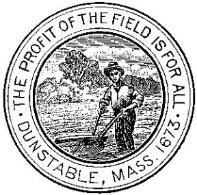 · THE PROFIT OF THE FIELD IS FOR ALL ·
DUNSTABLE, MASS. 1673.